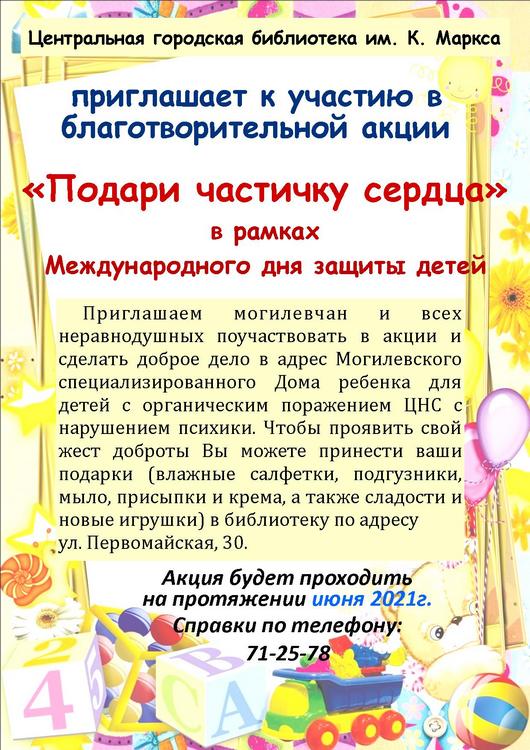 Центральная городская библиотека им. К. Маркса
приглашает к участию в
благотворительной акции
«Подари частичку сердца»
в рамках
Международного дня защиты детей
Приглашаем могилевчан и всех
неравнодушных поучаствовать в акции и
сделать доброе дело в адрес Могилевского
специализированного Дома ребенка для
детей с органическим поражением ЦНС с
нарушением психики. Чтобы проявить свой
жест доброты Вы можете принести ваши
подарки (влажные салфетки, подгузники,
мыло, присыпки и крема, а также сладости и
новые игрушки) в библиотеку по адресу
ул. Первомайская, 30.
Акция будет проходить
на протяжении июня 2021г.
Справки по телефону:
71-25-78
2
4
В
С
А